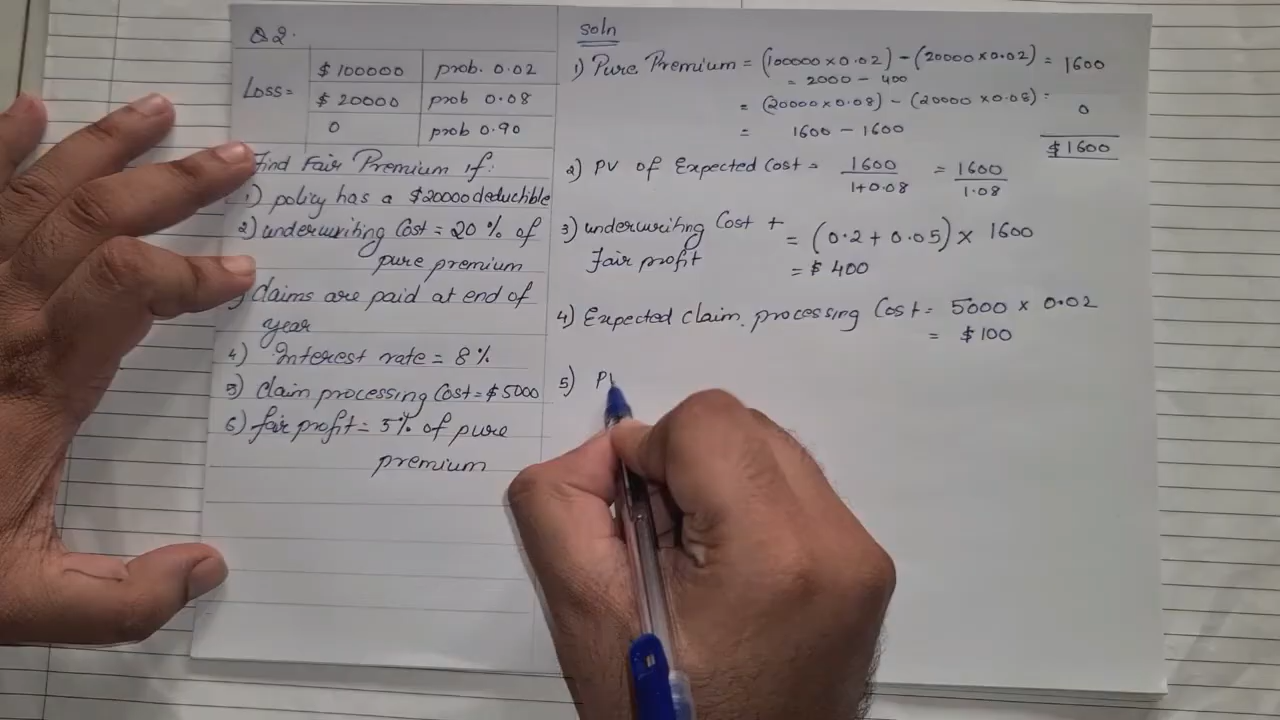 Q2.
Loss =
$ 100000 prob. 0.02
$ 20000 prob 0.08
0 prob 0.90
Find Fair Premium if:
1) policy has a $20000 deductible
2) underwriting Cost = 20 % of
pure premium
) Claims are paid at end of
year
4) Interest rate = 8%
5) Claim processing Cost = $ 5000
6) fair profit = 5% of pure
premium
Soln
1) Pure Premium = (100000 x 0.02) - (20000 x 0.02) = 1600
= 2000 - 400
= (20000 x 0.08) - (20000 x 0.08) = 0
= 1600 - 1600
$ 1600
2) PV of Expected Cost = 1600 / 1+0.08 = 1600 / 1.08
3) underwriting Cost + = (0.2 + 0.05) x 1600
Fair profit = $ 400
4) Expected claim processing Cost = 5000 x 0.02
= $ 100
5) PV